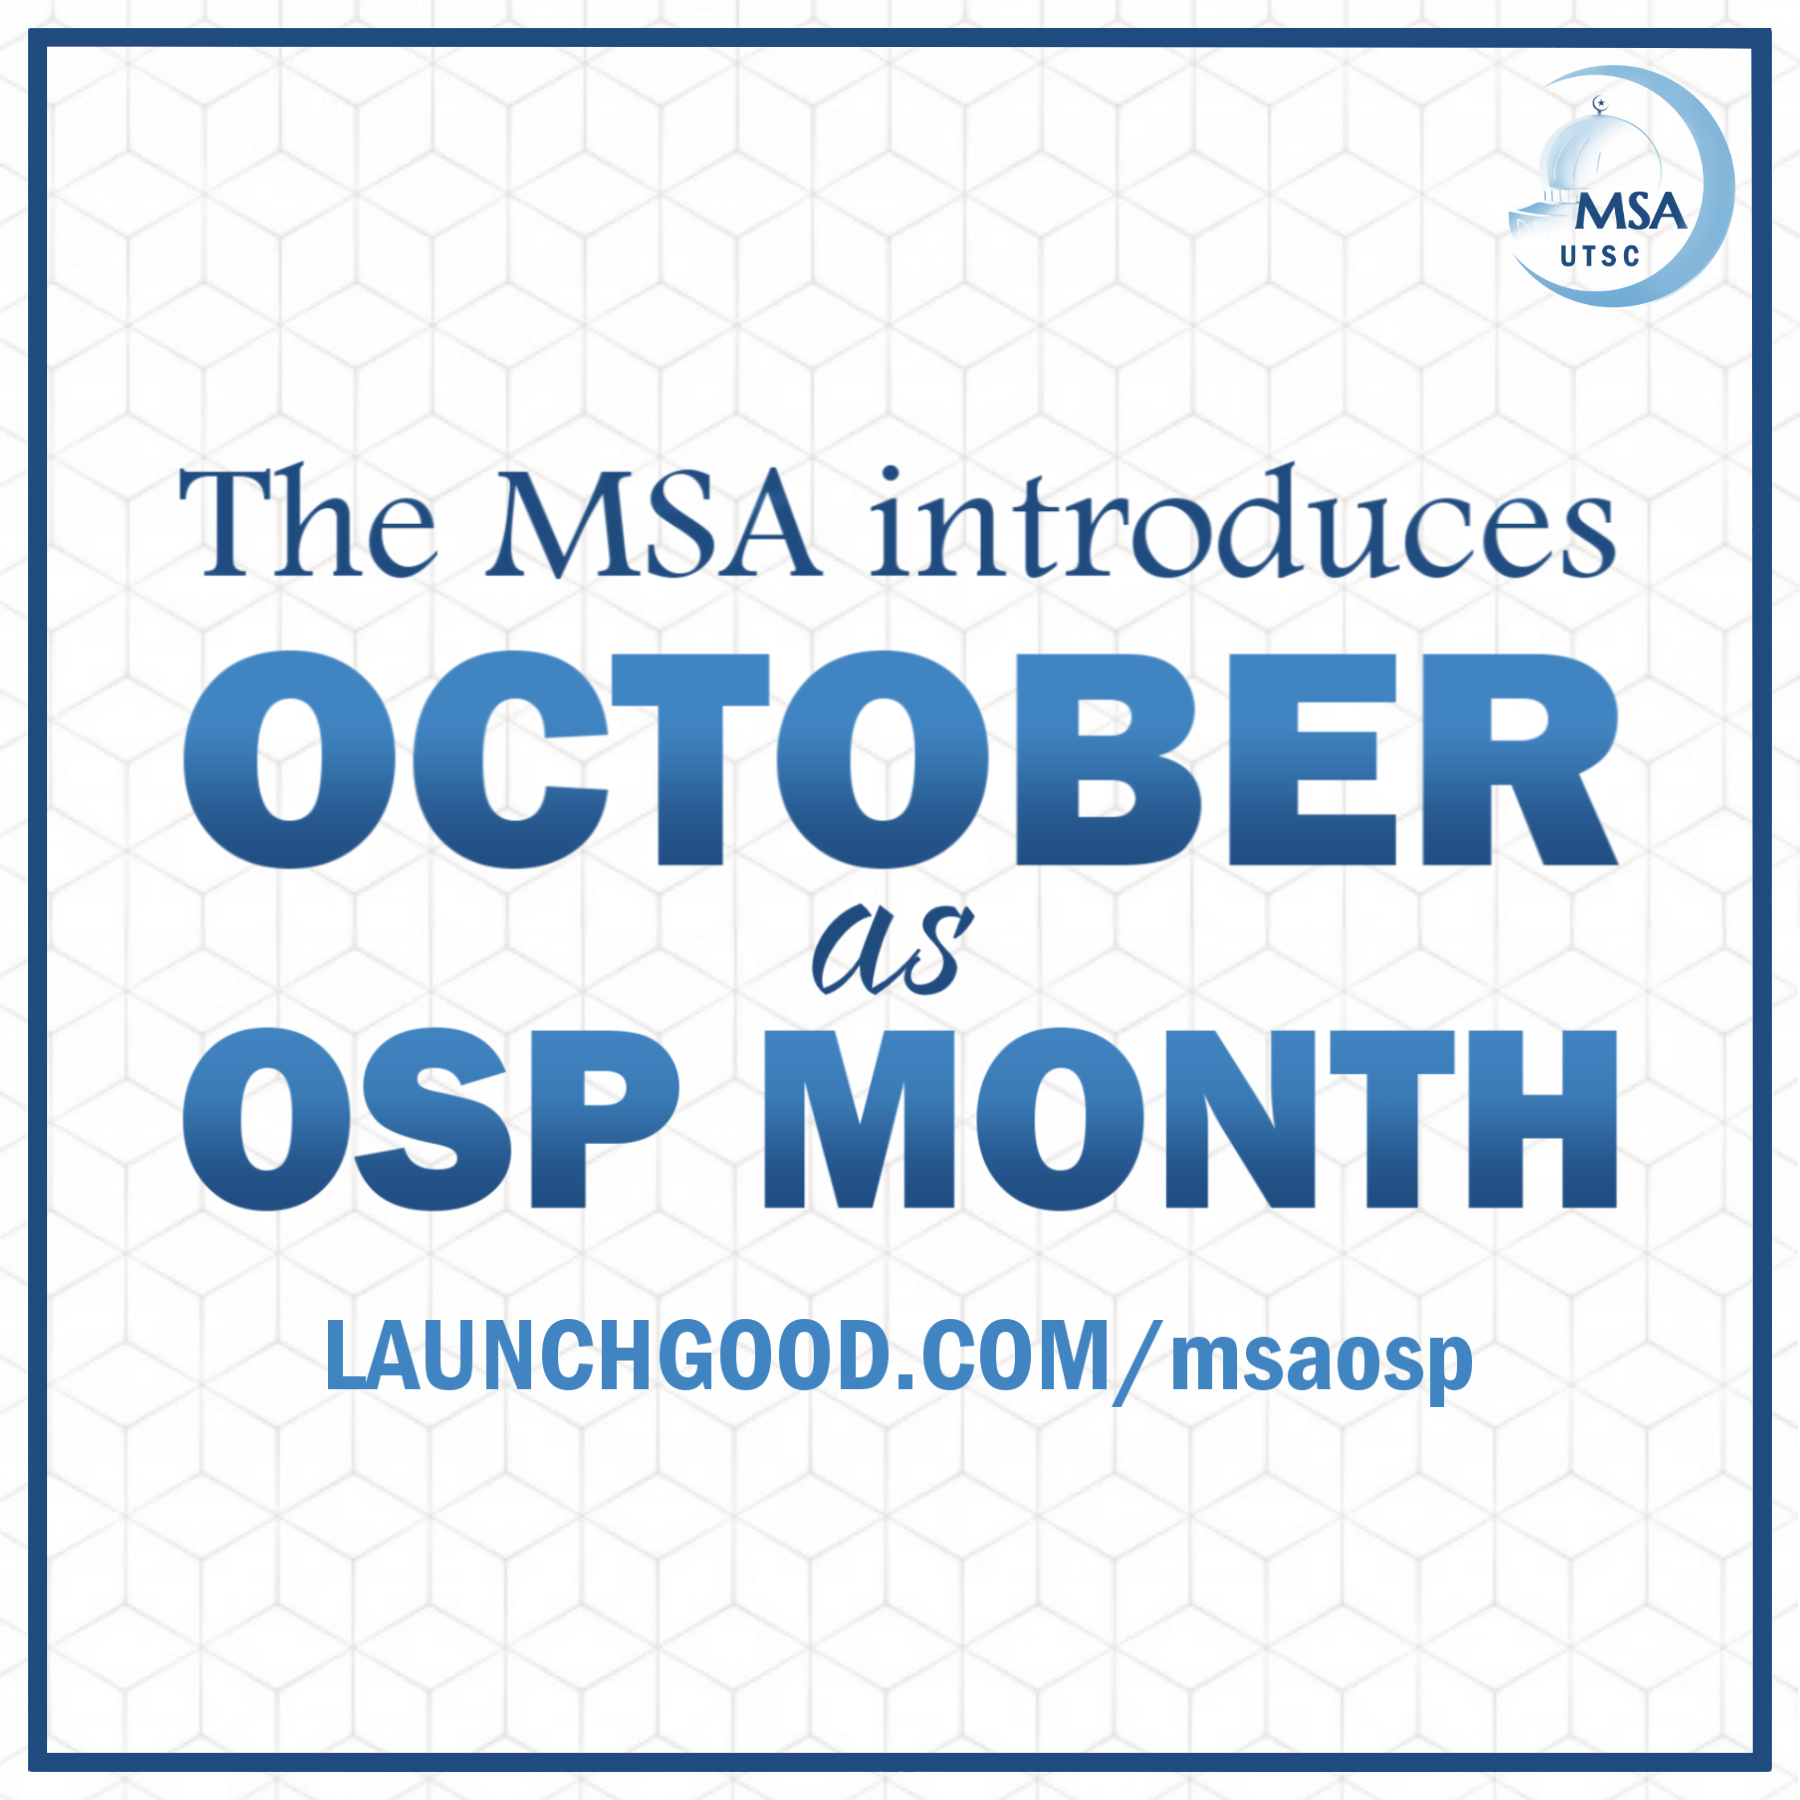 MSA
UTSC
The MSA introduces
OCTOBER
as
OSP MONTH
LAUNCHGOOD.COM/msaosp